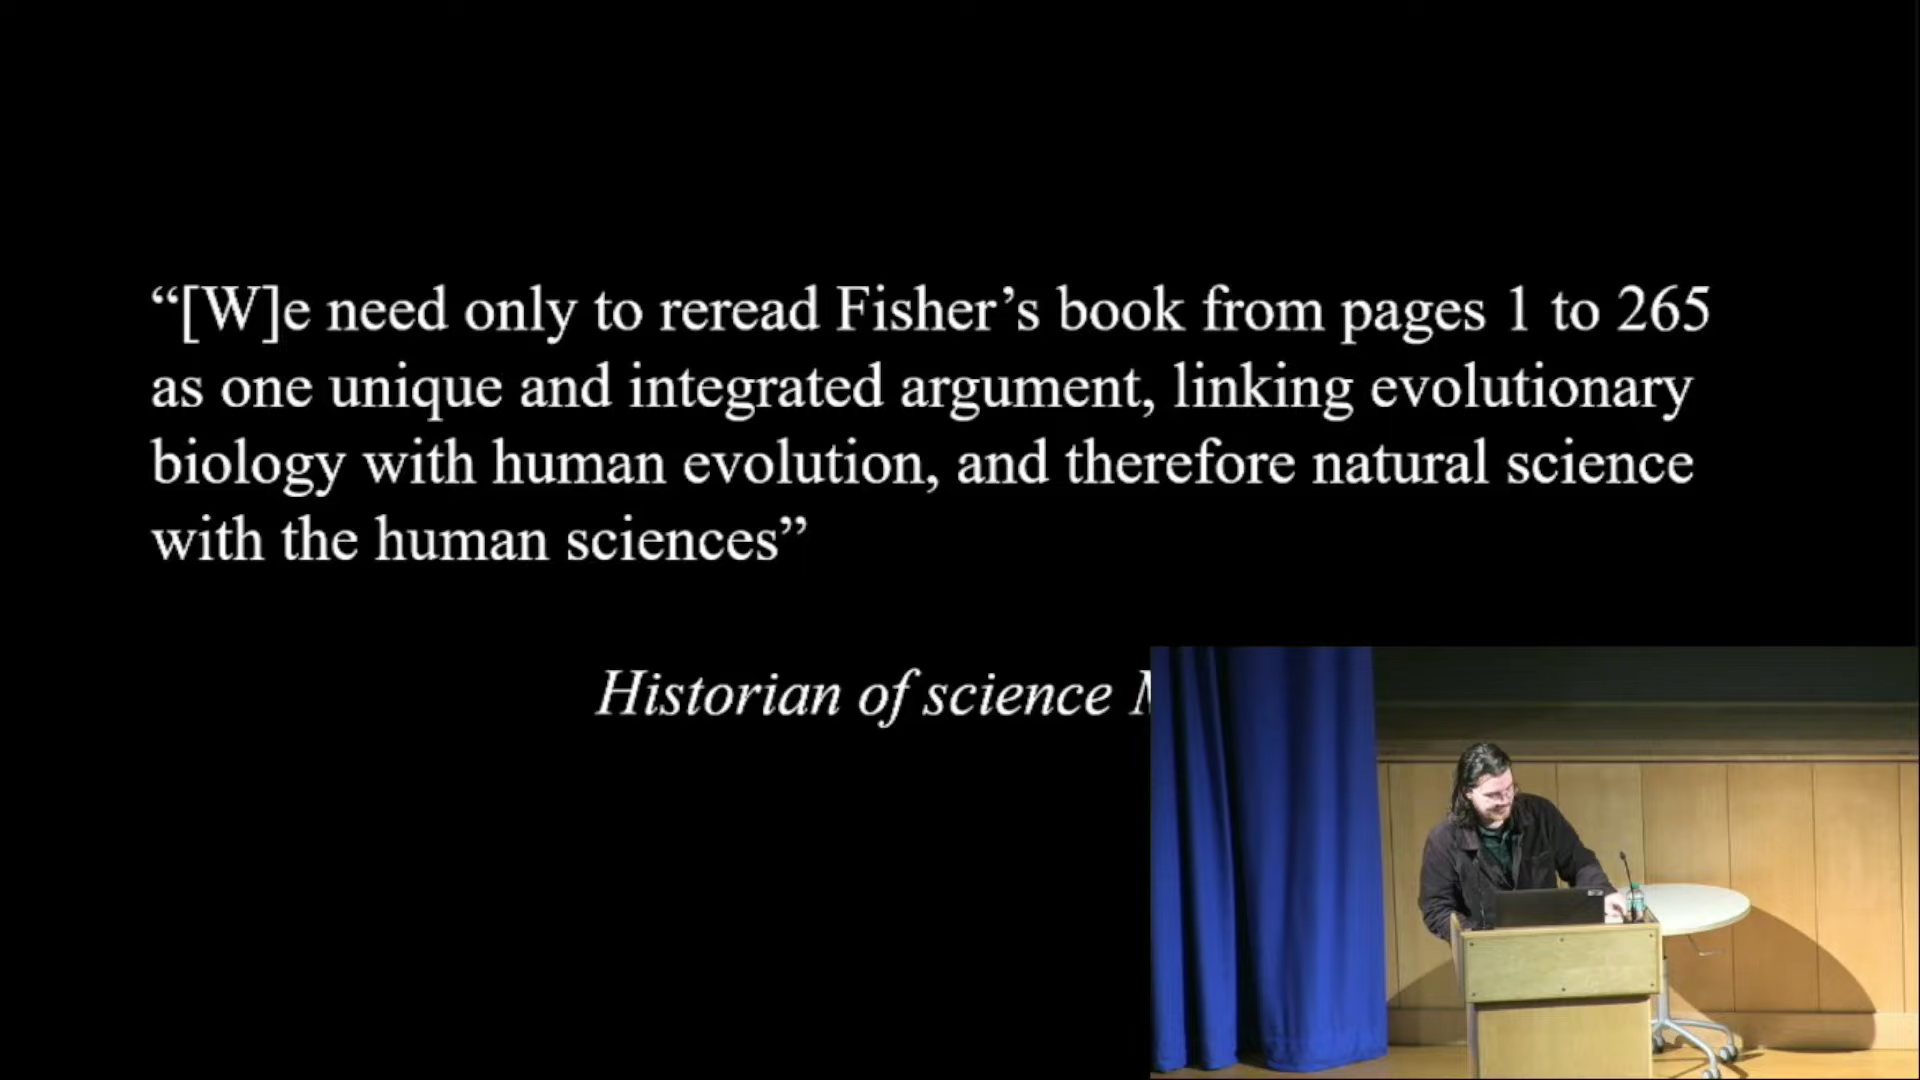 “[W]e need only to reread Fisher’s book from pages 1 to 265
as one unique and integrated argument, linking evolutionary
biology with human evolution, and therefore natural science
with the human sciences”
Historian of science